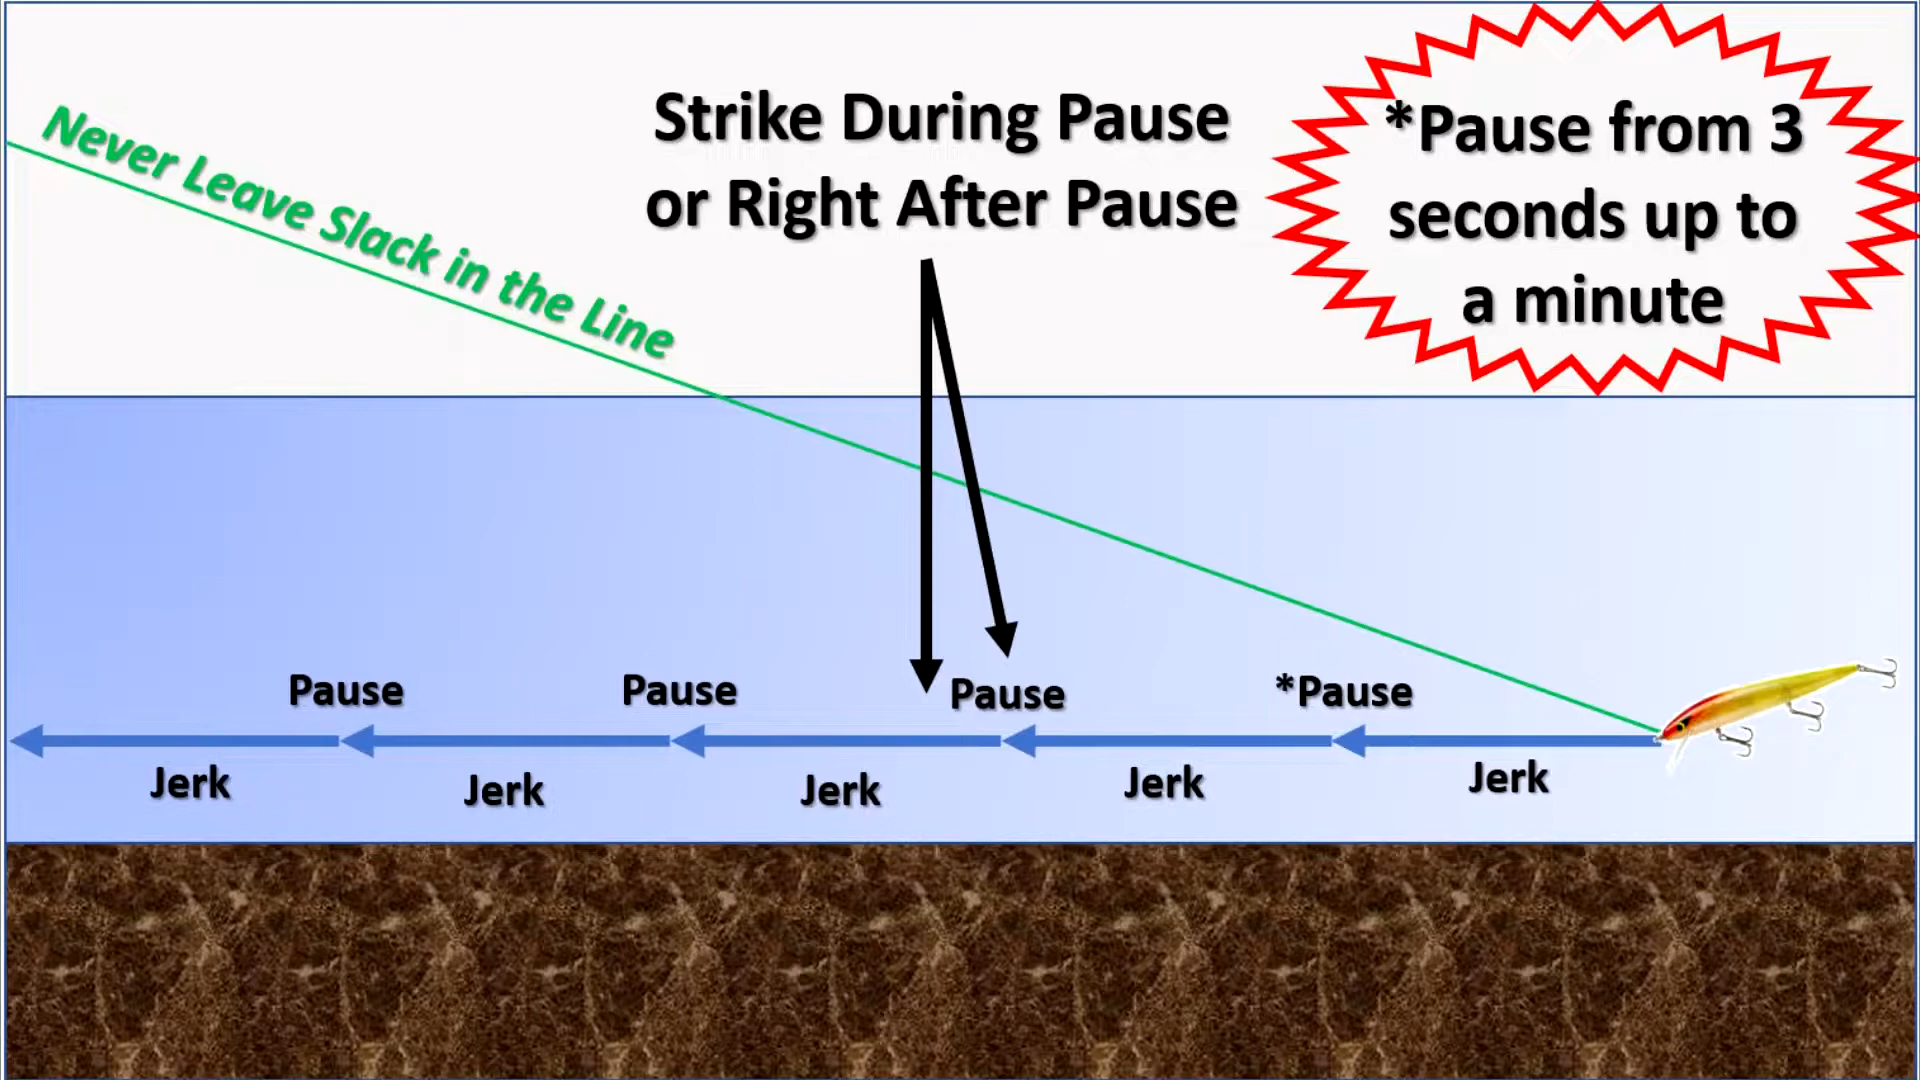 Never Leave Slack in the Line
Strike During Pause
or Right After Pause
*Pause from 3
seconds up to
a minute
Pause
Pause
Pause
*Pause
Jerk
Jerk
Jerk
Jerk
Jerk